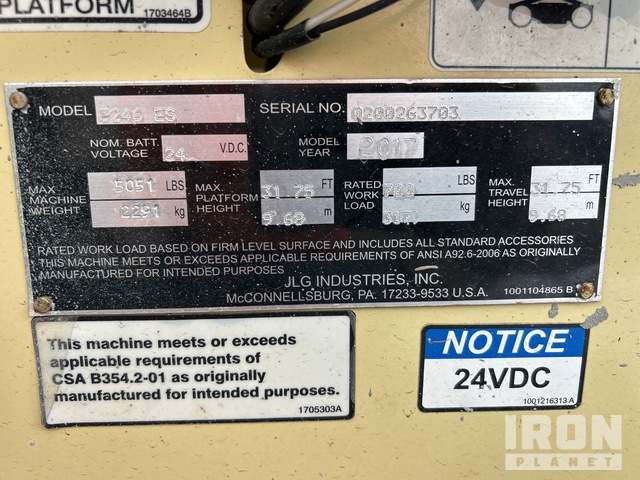 PLATFORM 1703464B
MODEL 3246 ES SERIAL NO. 0200263703
NOM. BATT. VOLTAGE 24 V.D.C. MODEL YEAR 2017
MAX MACHINE WEIGHT 5051 LBS 2291 kg
MAX. PLATFORM HEIGHT 31.75 FT 9.68 m
RATED WORK LOAD 700 LBS 317 kg
MAX. TRAVEL HEIGHT 31.75 FT 9.68 m
RATED WORK LOAD BASED ON FIRM LEVEL SURFACE AND INCLUDES ALL STANDARD ACCESSORIES
THIS MACHINE MEETS OR EXCEEDS APPLICABLE REQUIREMENTS OF ANSI A92.6-2006 AS ORIGINALLY
MANUFACTURED FOR INTENDED PURPOSES
JLG INDUSTRIES, INC.
MCCONNELLSBURG, PA. 17233-9533 U.S.A. 1001104865 B
This machine meets or exceeds
applicable requirements of
CSA B354.2-01 as originally
manufactured for intended purposes.
1705303A
NOTICE
24VDC
1001216313 A
IRON
PLANET